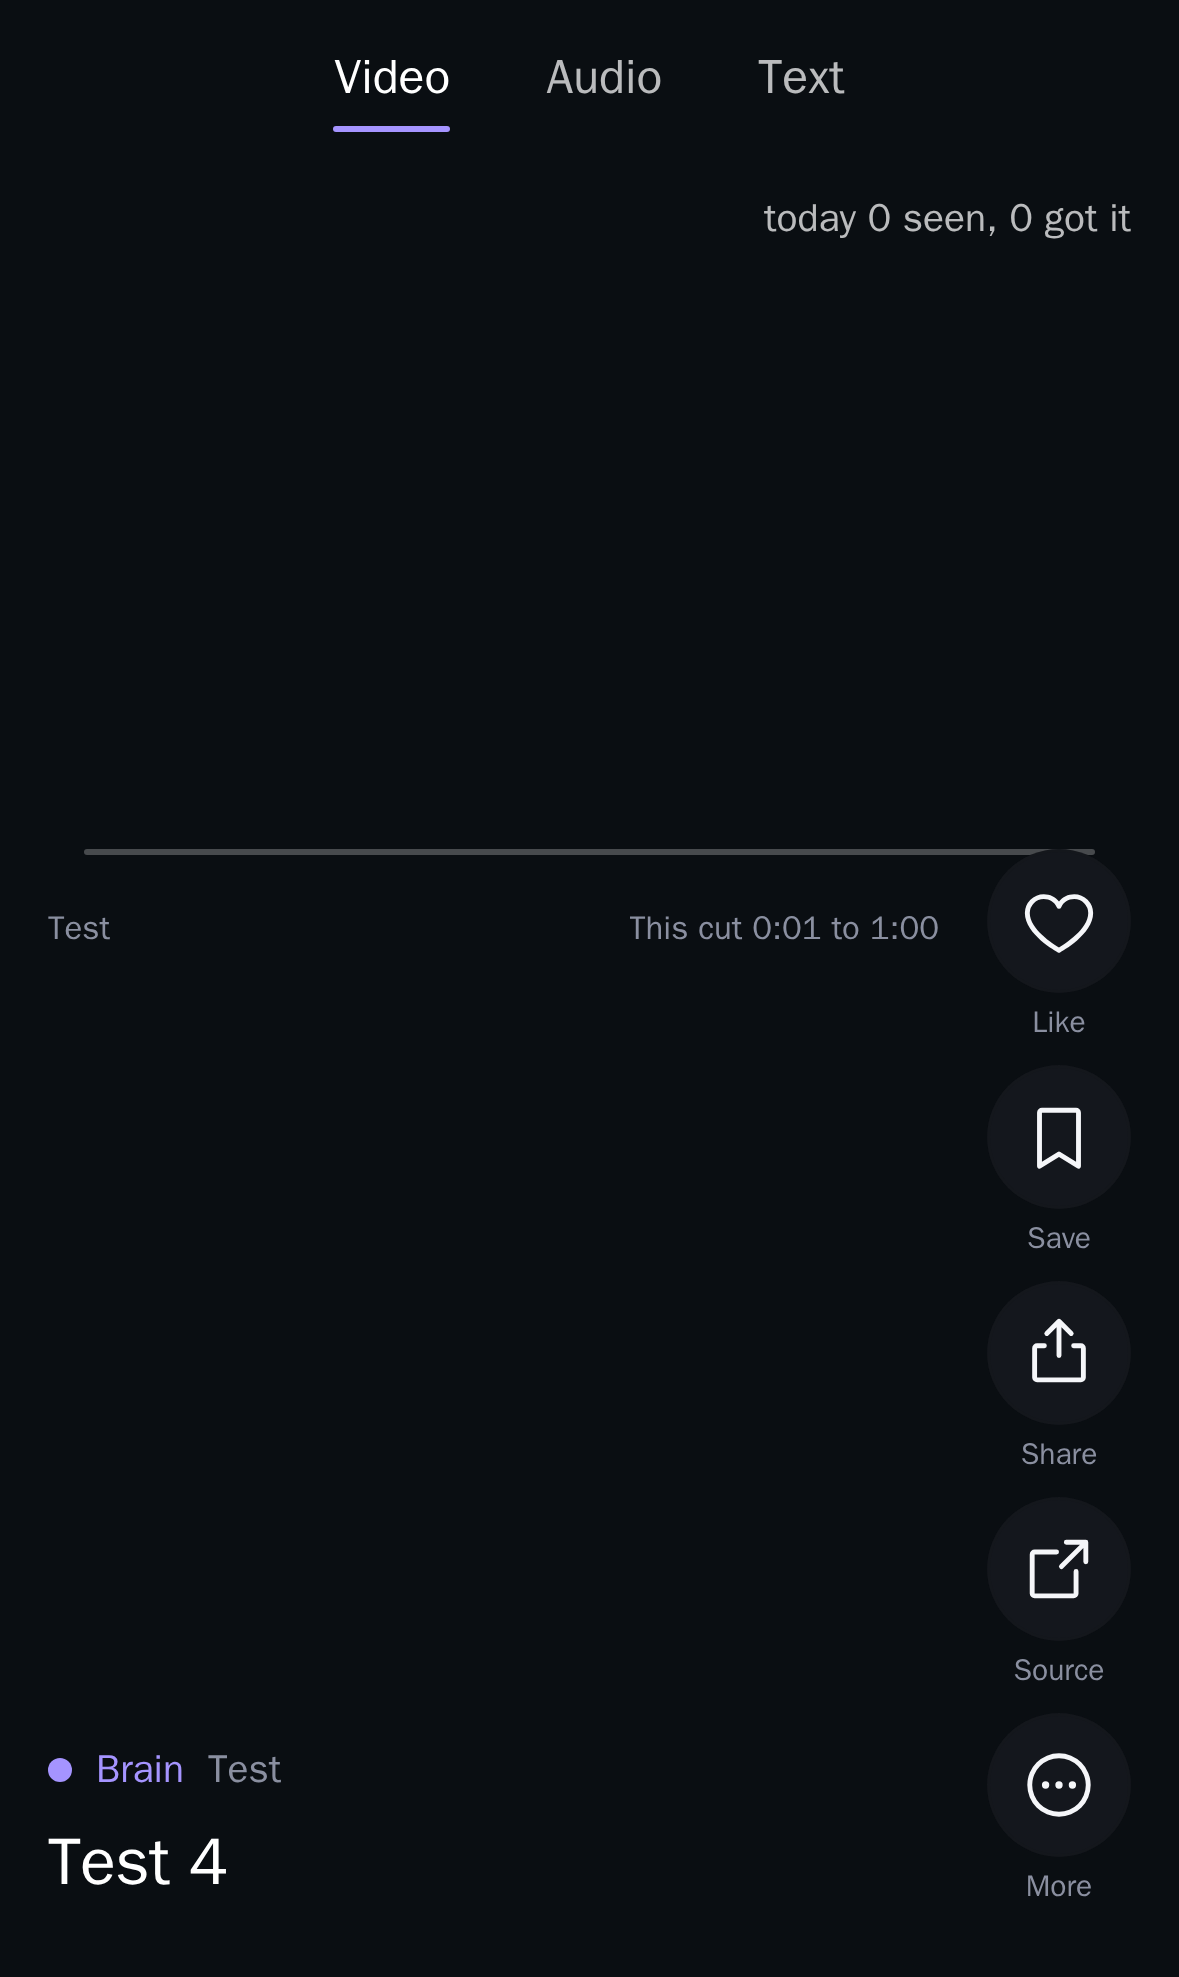 Video Audio Text
today 0 seen, 0 got it
Test This cut 0:01 to 1:00
Like
Save
Share
Source
Brain Test
Test 4
More